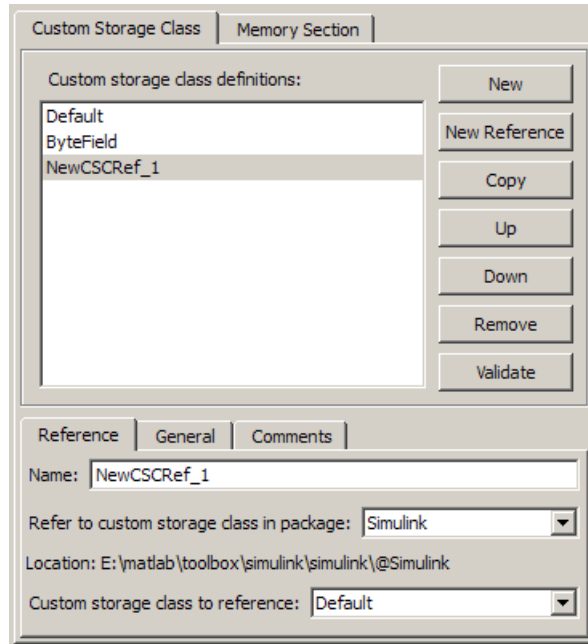 Custom Storage Class Memory Section
Custom storage class definitions:
New
Default
ByteField
New Reference
NewCSCRef_1
Copy
Up
Down
Remove
Validate
Reference General Comments
Name: NewCSCRef_1
Refer to custom storage class in package: Simulink
Location: E:\matlab\toolbox\simulink\simulink\@Simulink
Custom storage class to reference: Default